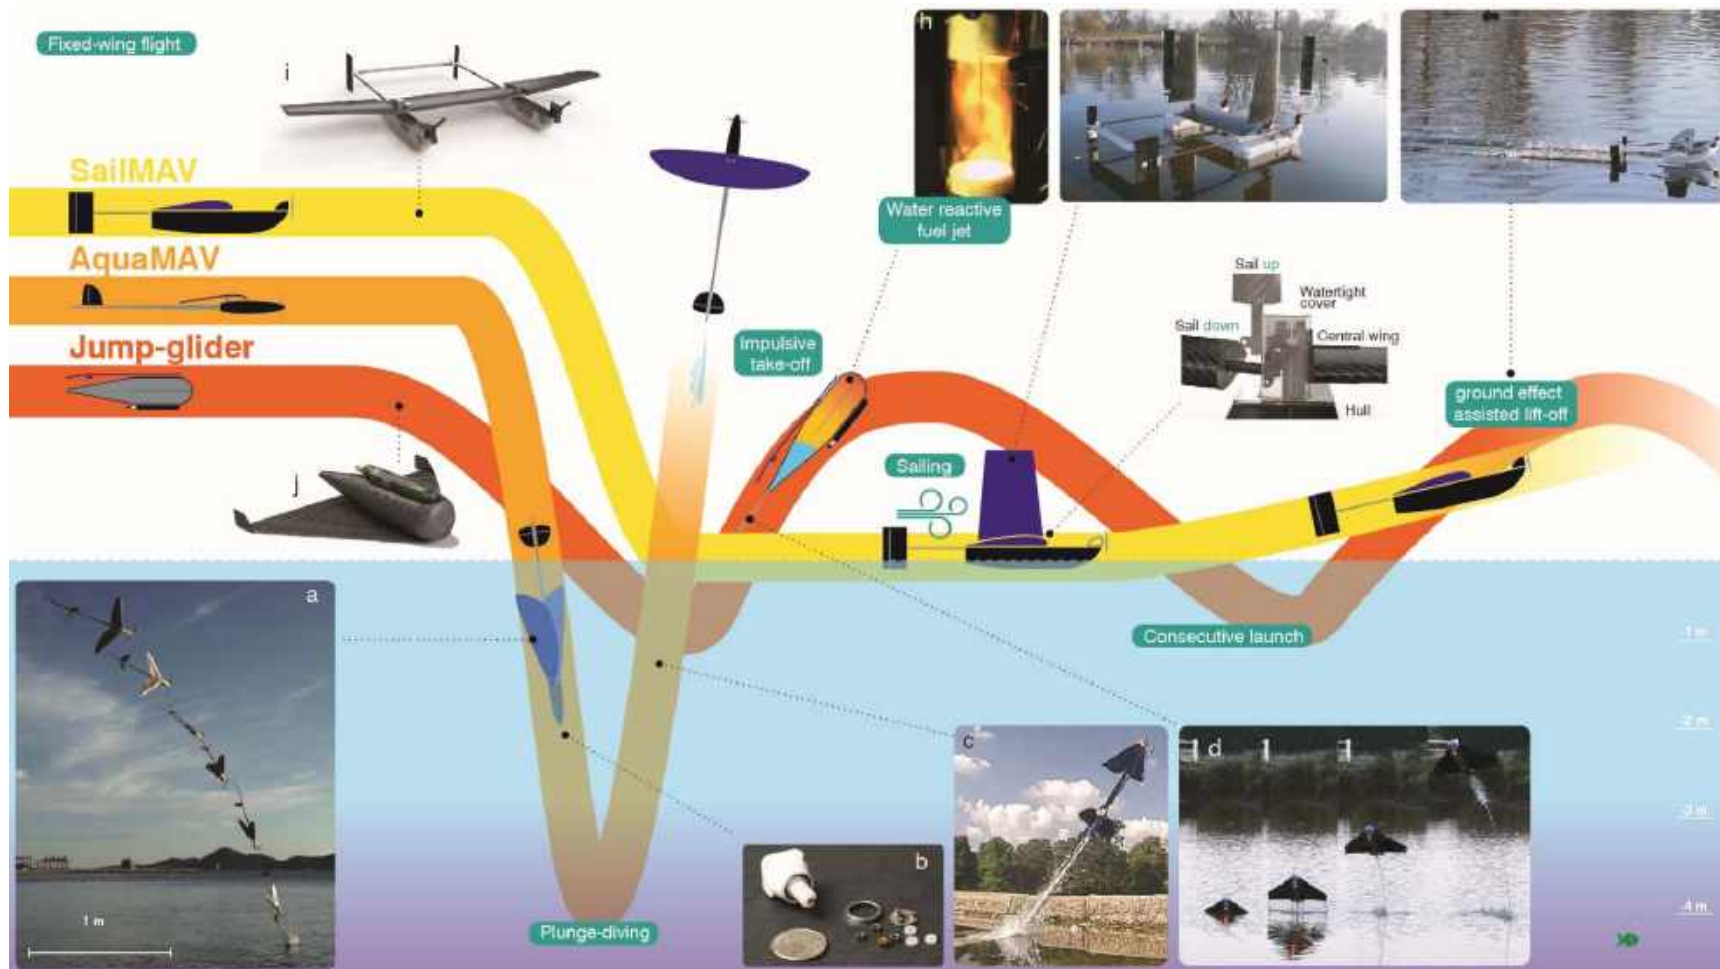 Fixed-wing flight
i
SailMAV
AquaMAV
Jump-glider
j
h
Water reactive
fuel jet
Impulsive
take-off
Sailing
Sail up
Watertight
cover
Sail down
Central wing
Hull
ground effect
assisted lift-off
Consecutive launch
-1 m
-2 m
-3 m
-4 m
a
1 m
Plunge-diving
b
c
d